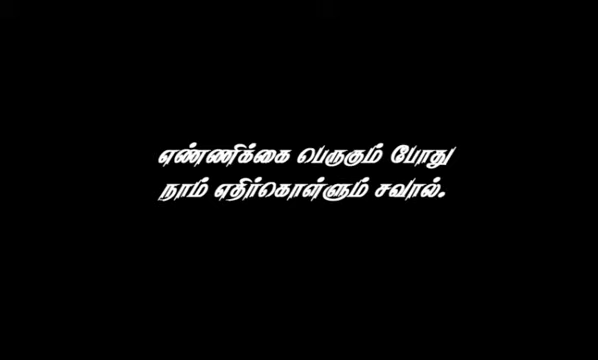 எண்ணிக்கை பெருகும் போது
நாம் எதிர்கொள்ளும் சவால்.